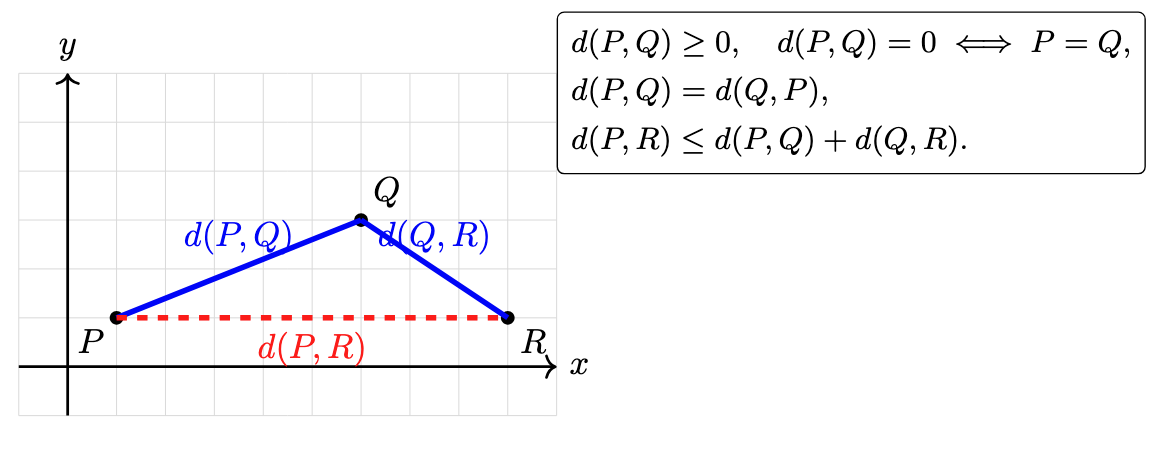 y
d(P, Q) ≥ 0,  d(P, Q) = 0 ⟺ P = Q,
d(P, Q) = d(Q, P),
d(P, R) ≤ d(P, Q) + d(Q, R).
Q
d(P, Q)
d(Q, R)
P
d(P, R)
R
x